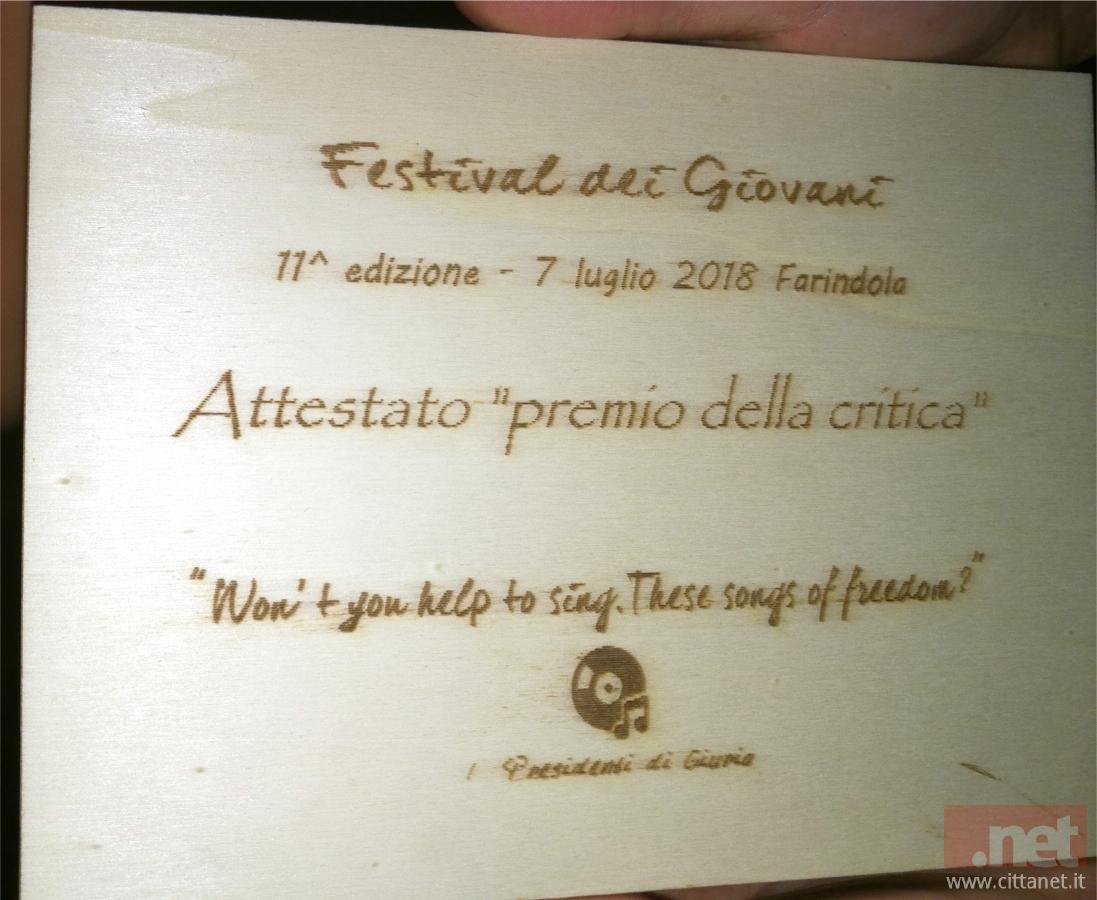 Festival dei Giovani
11^ edizione - 7 luglio 2018 Farindola
Attestato "premio della critica"
"Won't you help to sing. These songs of freedom?"
I Presidenti di Giuria
.net
www.cittanet.it